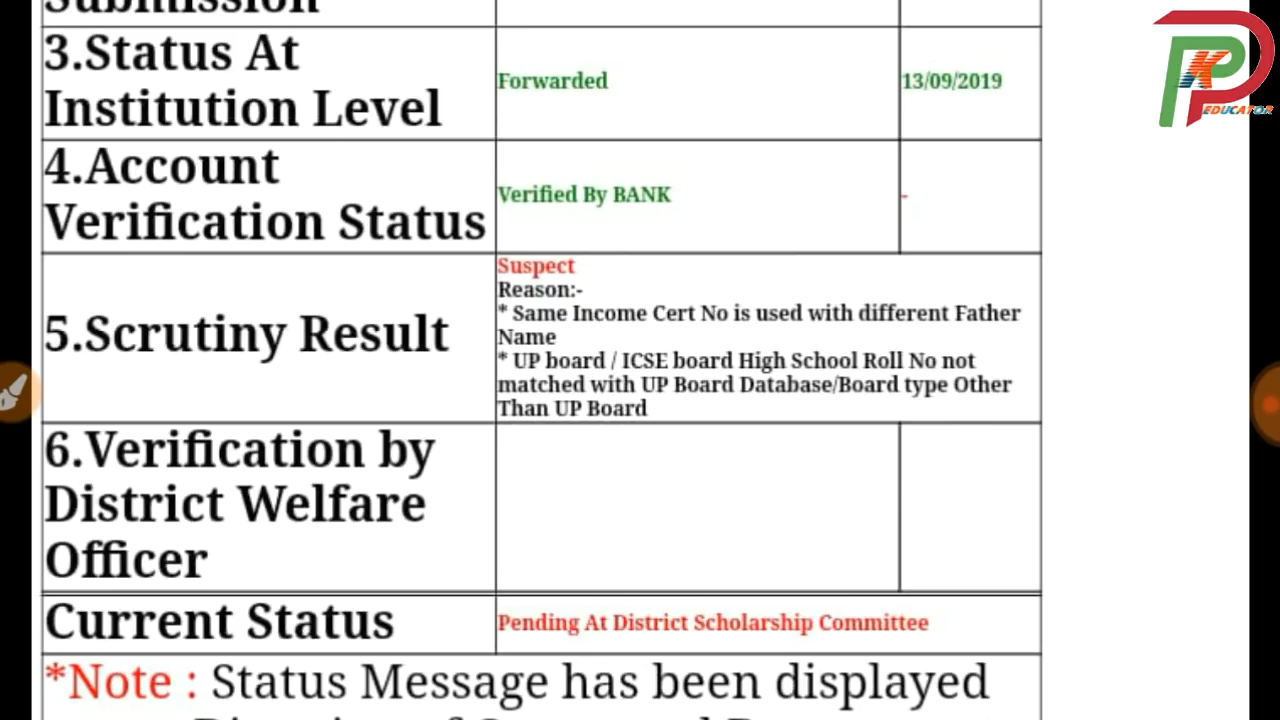 Submission
3.Status At
Institution Level
Forwarded
13/09/2019
4.Account
Verification Status
Verified By BANK
-
5.Scrutiny Result
Suspect
Reason:-
* Same Income Cert No is used with different Father
Name
* UP board / ICSE board High School Roll No not
matched with UP Board Database/Board type Other
Than UP Board
6.Verification by
District Welfare
Officer
Current Status
Pending At District Scholarship Committee
*Note : Status Message has been displayed
PK
EDUCATOR